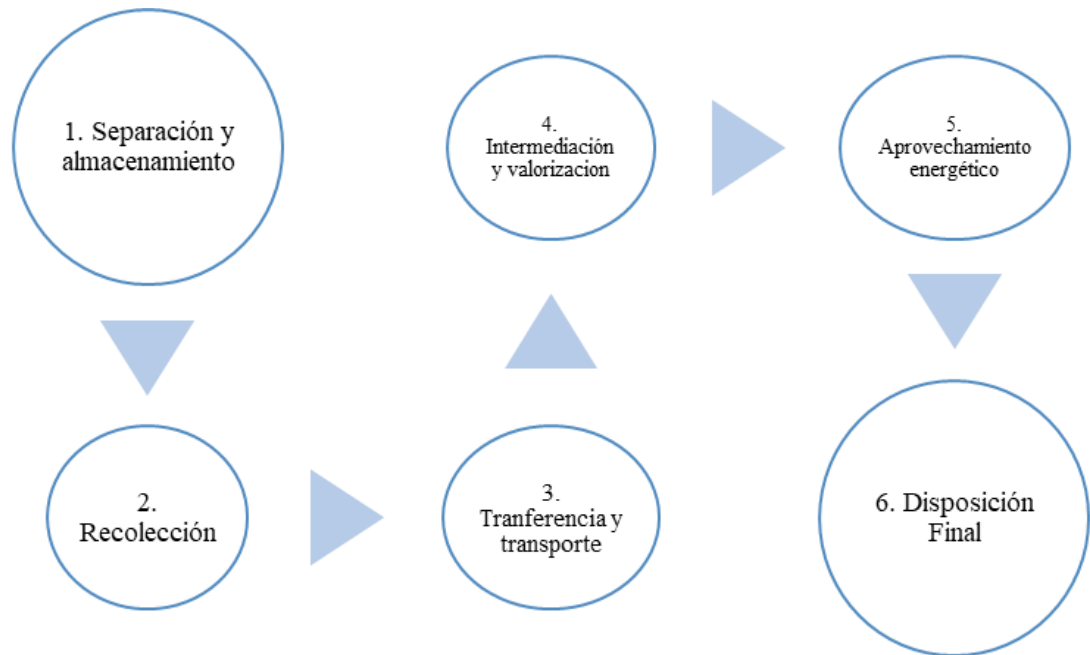 1. Separación y
almacenamiento
2.
Recolección
3.
Tranferencia y
transporte
4.
Intermediación
y valorizacion
5.
Aprovechamiento
energético
6. Disposición
Final